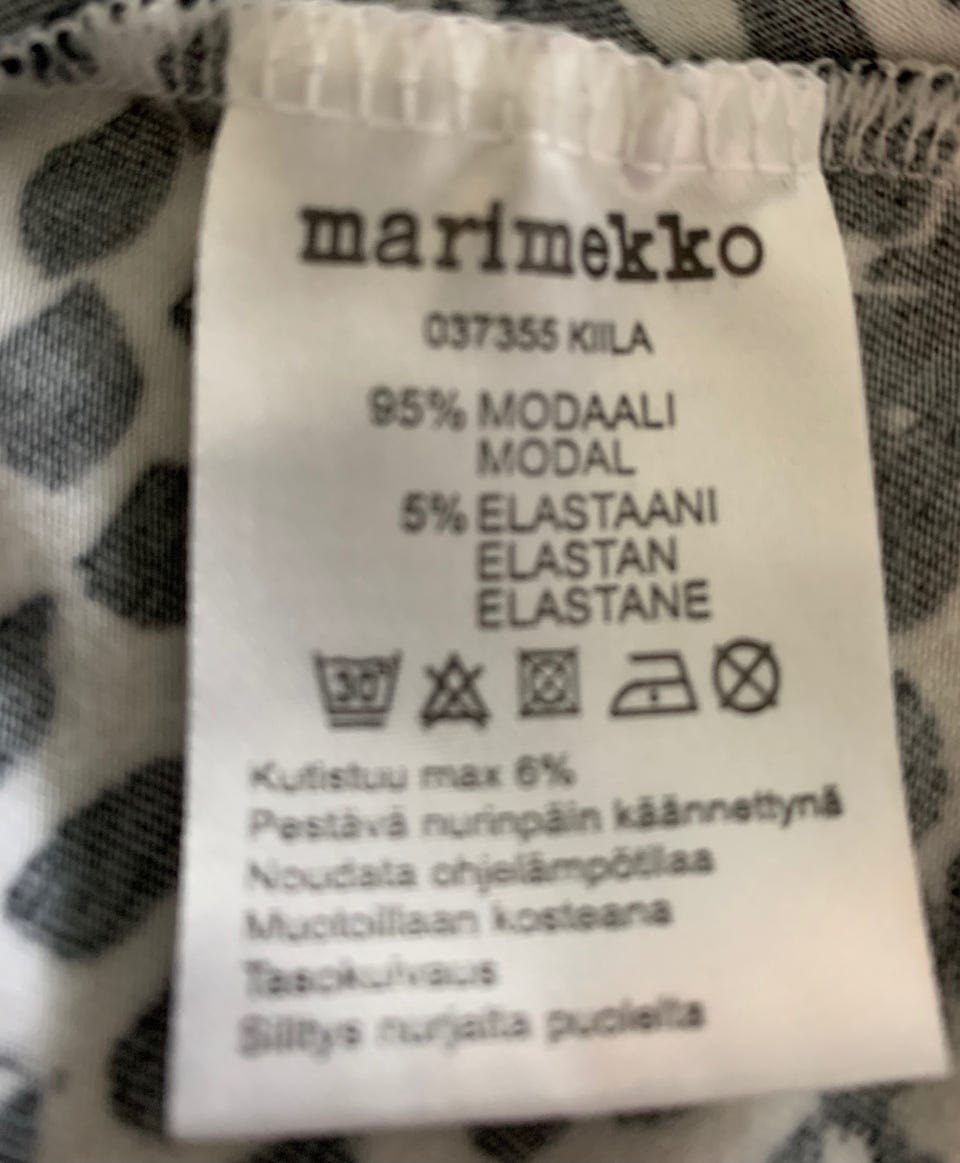 marimekko
037355 KIILA
95% MODAALI
MODAL
5% ELASTAANI
ELASTAN
ELASTANE
30
Kutistuu max 6%
Pestävä nurinpäin käännettynä
Noudata ohjelämpötilaa
Muotoillaan kosteana
Tasokuivaus
Silitys nurjalta puolelta